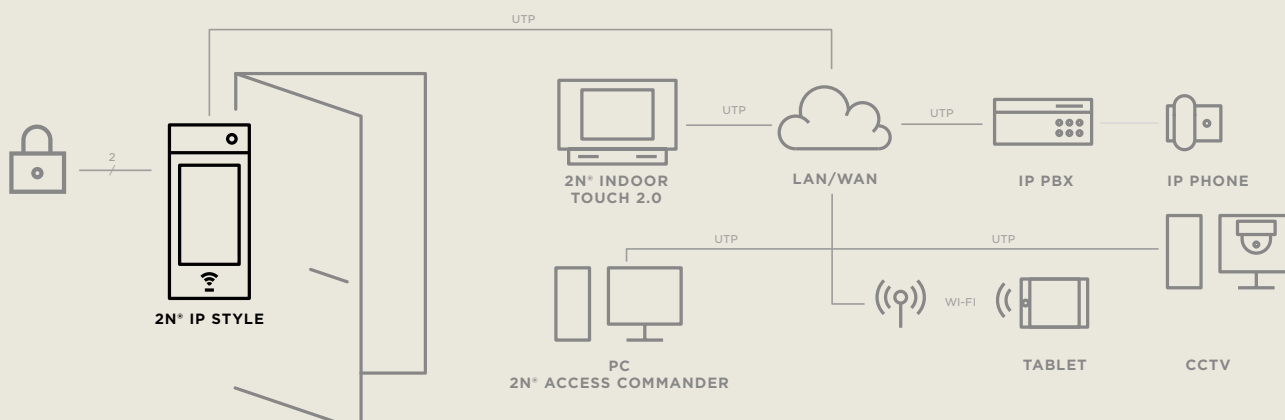 UTP
2
2N® IP STYLE
2N® INDOOR
TOUCH 2.0
UTP
LAN/WAN
UTP
IP PBX
IP PHONE
UTP
UTP
WI-FI
PC
2N® ACCESS COMMANDER
TABLET
CCTV